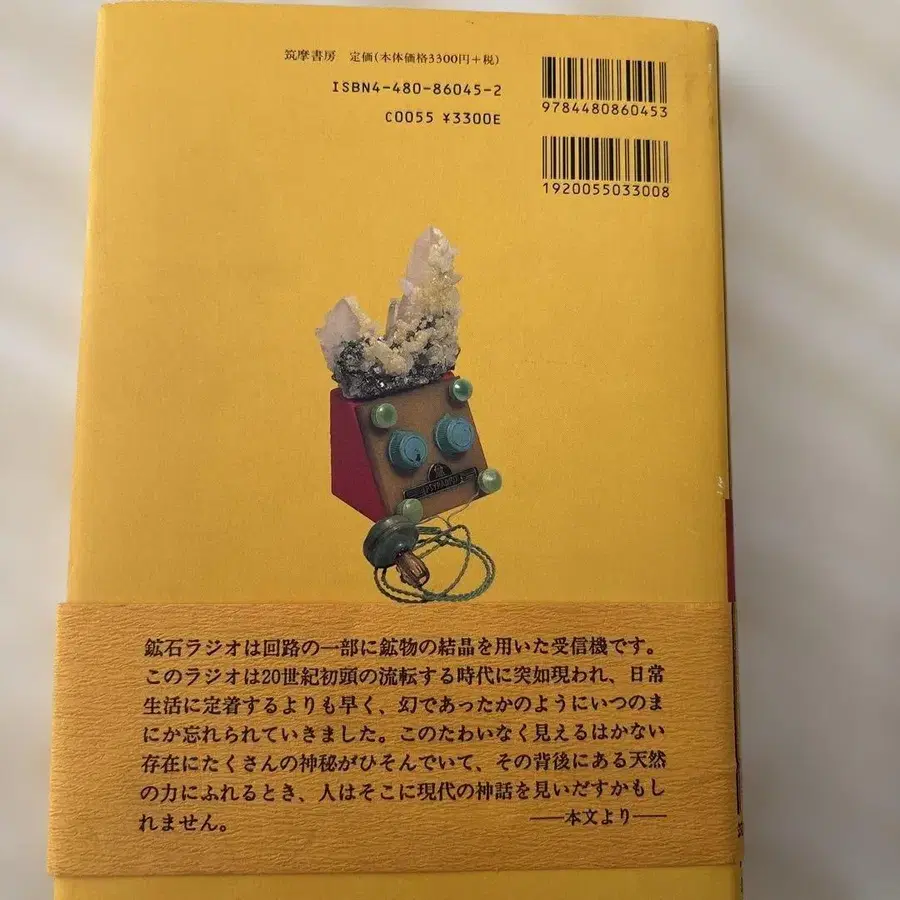 筑摩書房 定価(本体価格3300円+税)
ISBN4-480-86045-2
C0055 ¥3300E
9784480860453
1920055033008
鉱石ラジオは回路の一部に鉱物の結晶を用いた受信機です。
このラジオは20世紀初頭の流転する時代に突如現われ、日常
生活に定着するよりも早く、幻であったかのようにいつのま
にか忘れられていきました。このたわいなく見えるはかない
存在にたくさんの神秘がひそんでいて、その背後にある天然
の力にふれるとき、人はそこに現代の神話を見いだすかもし
れません。 ——本文より——